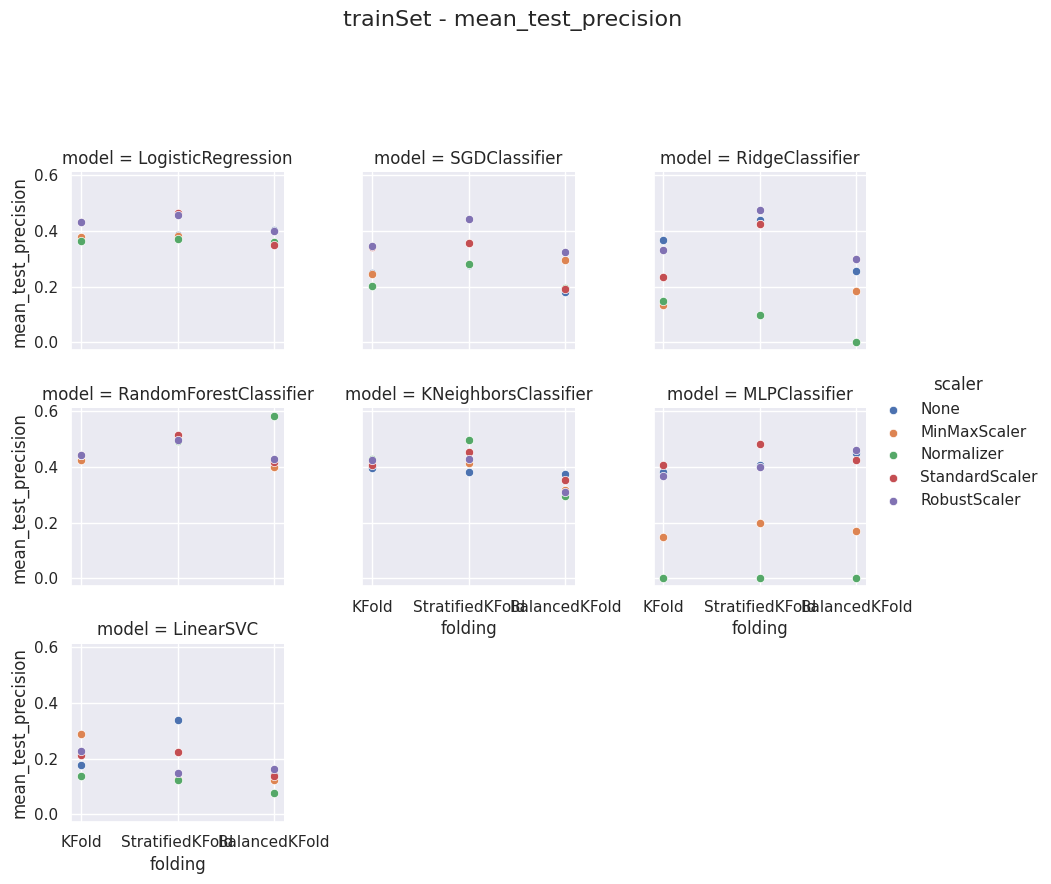 trainSet - mean_test_precision
model = LogisticRegression
model = SGDClassifier
model = RidgeClassifier
mean_test_precision
0.6
0.4
0.2
0.0
model = RandomForestClassifier
model = KNeighborsClassifier
model = MLPClassifier
mean_test_precision
0.6
0.4
0.2
0.0
KFold
StratifiedKFold
BalancedKFold
folding
KFold
StratifiedKFold
BalancedKFold
folding
scaler
None
MinMaxScaler
Normalizer
StandardScaler
RobustScaler
model = LinearSVC
mean_test_precision
0.6
0.4
0.2
0.0
KFold
StratifiedKFold
BalancedKFold
folding